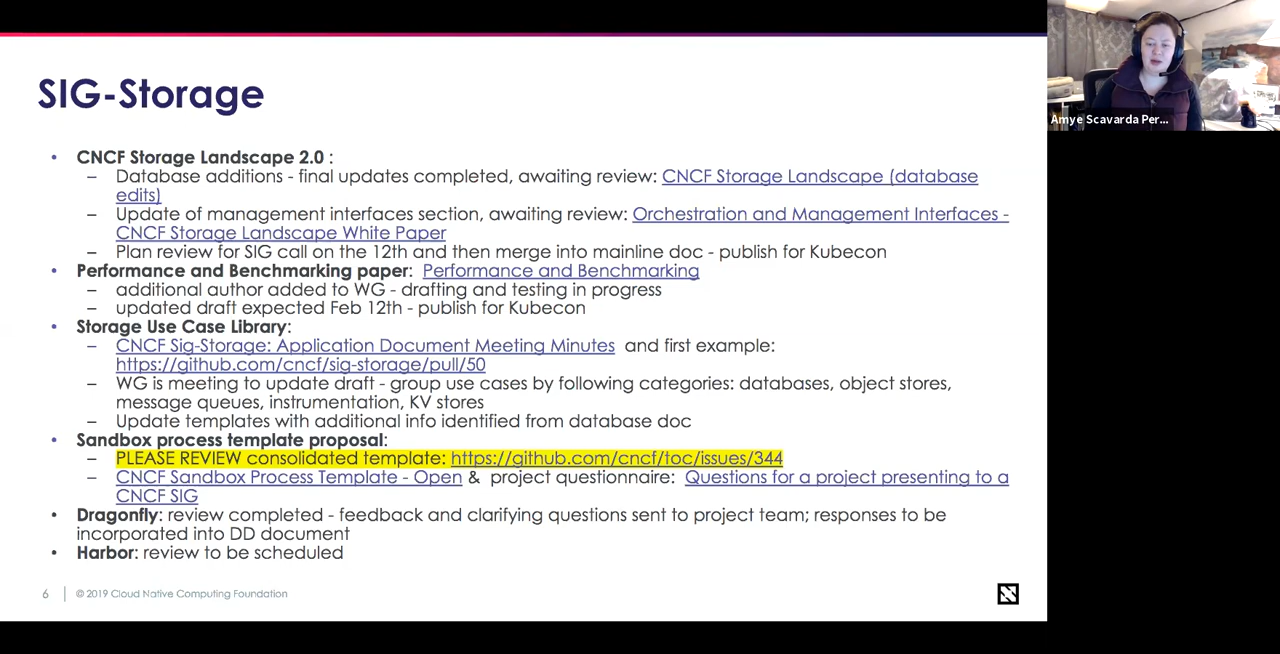 SIG-Storage
• CNCF Storage Landscape 2.0 :
– Database additions - final updates completed, awaiting review: CNCF Storage Landscape (database
edits)
– Update of management interfaces section, awaiting review: Orchestration and Management Interfaces -
CNCF Storage Landscape White Paper
– Plan review for SIG call on the 12th and then merge into mainline doc - publish for Kubecon
• Performance and Benchmarking paper: Performance and Benchmarking
– additional author added to WG - drafting and testing in progress
– updated draft expected Feb 12th - publish for Kubecon
• Storage Use Case Library:
– CNCF Sig-Storage: Application Document Meeting Minutes and first example:
https://github.com/cncf/sig-storage/pull/50
– WG is meeting to update draft - group use cases by following categories: databases, object stores,
message queues, instrumentation, KV stores
– Update templates with additional info identified from database doc
• Sandbox process template proposal:
– PLEASE REVIEW consolidated template: https://github.com/cncf/toc/issues/344
– CNCF Sandbox Process Template - Open & project questionnaire: Questions for a project presenting to a
CNCF SIG
• Dragonfly: review completed - feedback and clarifying questions sent to project team; responses to be
incorporated into DD document
• Harbor: review to be scheduled
6 | © 2019 Cloud Native Computing Foundation
Amye Scavarda Per...